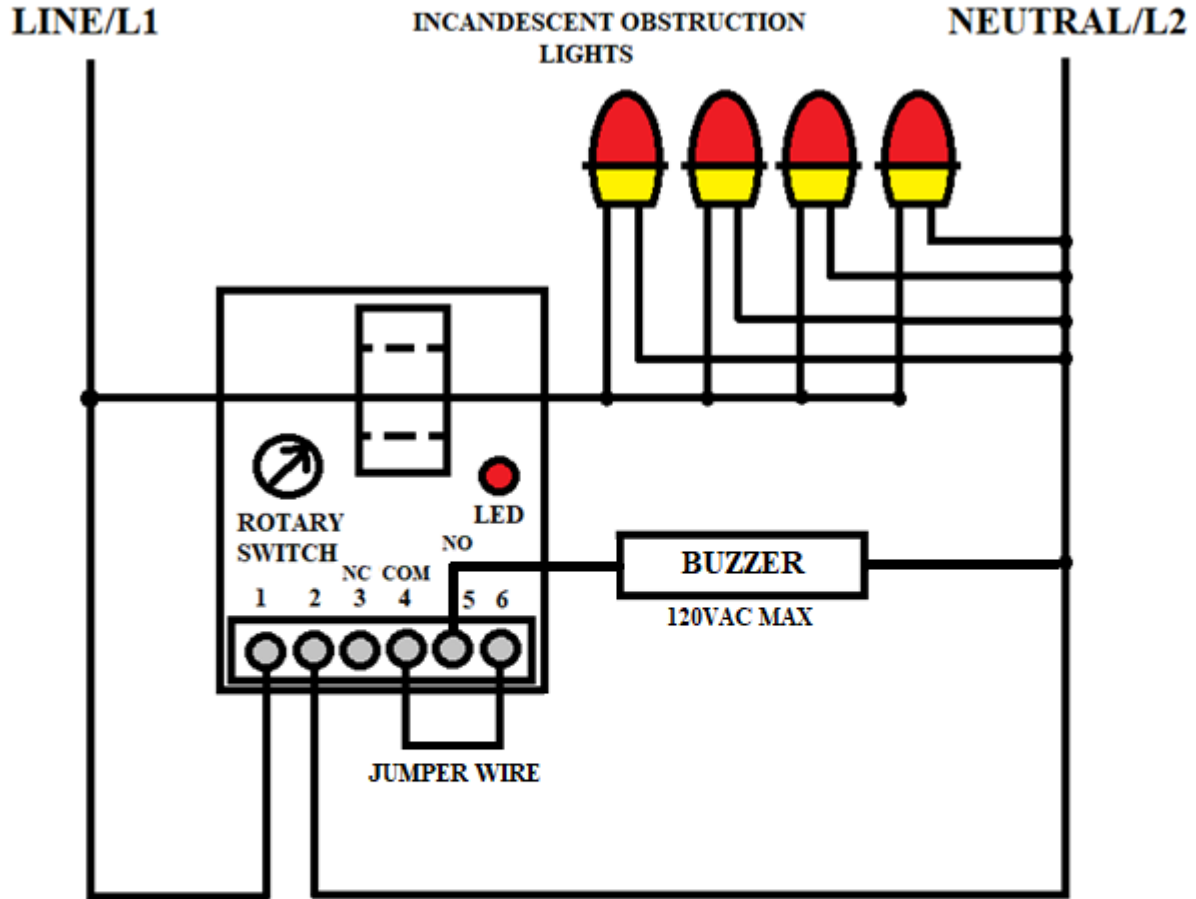 LINE/L1
INCANDESCENT OBSTRUCTION
LIGHTS
NEUTRAL/L2
ROTARY
SWITCH
LED
NO
NC COM
1 2 3 4 5 6
BUZZER
120VAC MAX
JUMPER WIRE